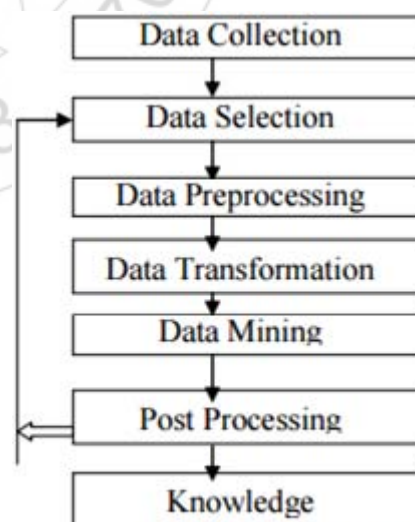 Data Collection
Data Selection
Data Preprocessing
Data Transformation
Data Mining
Post Processing
Knowledge